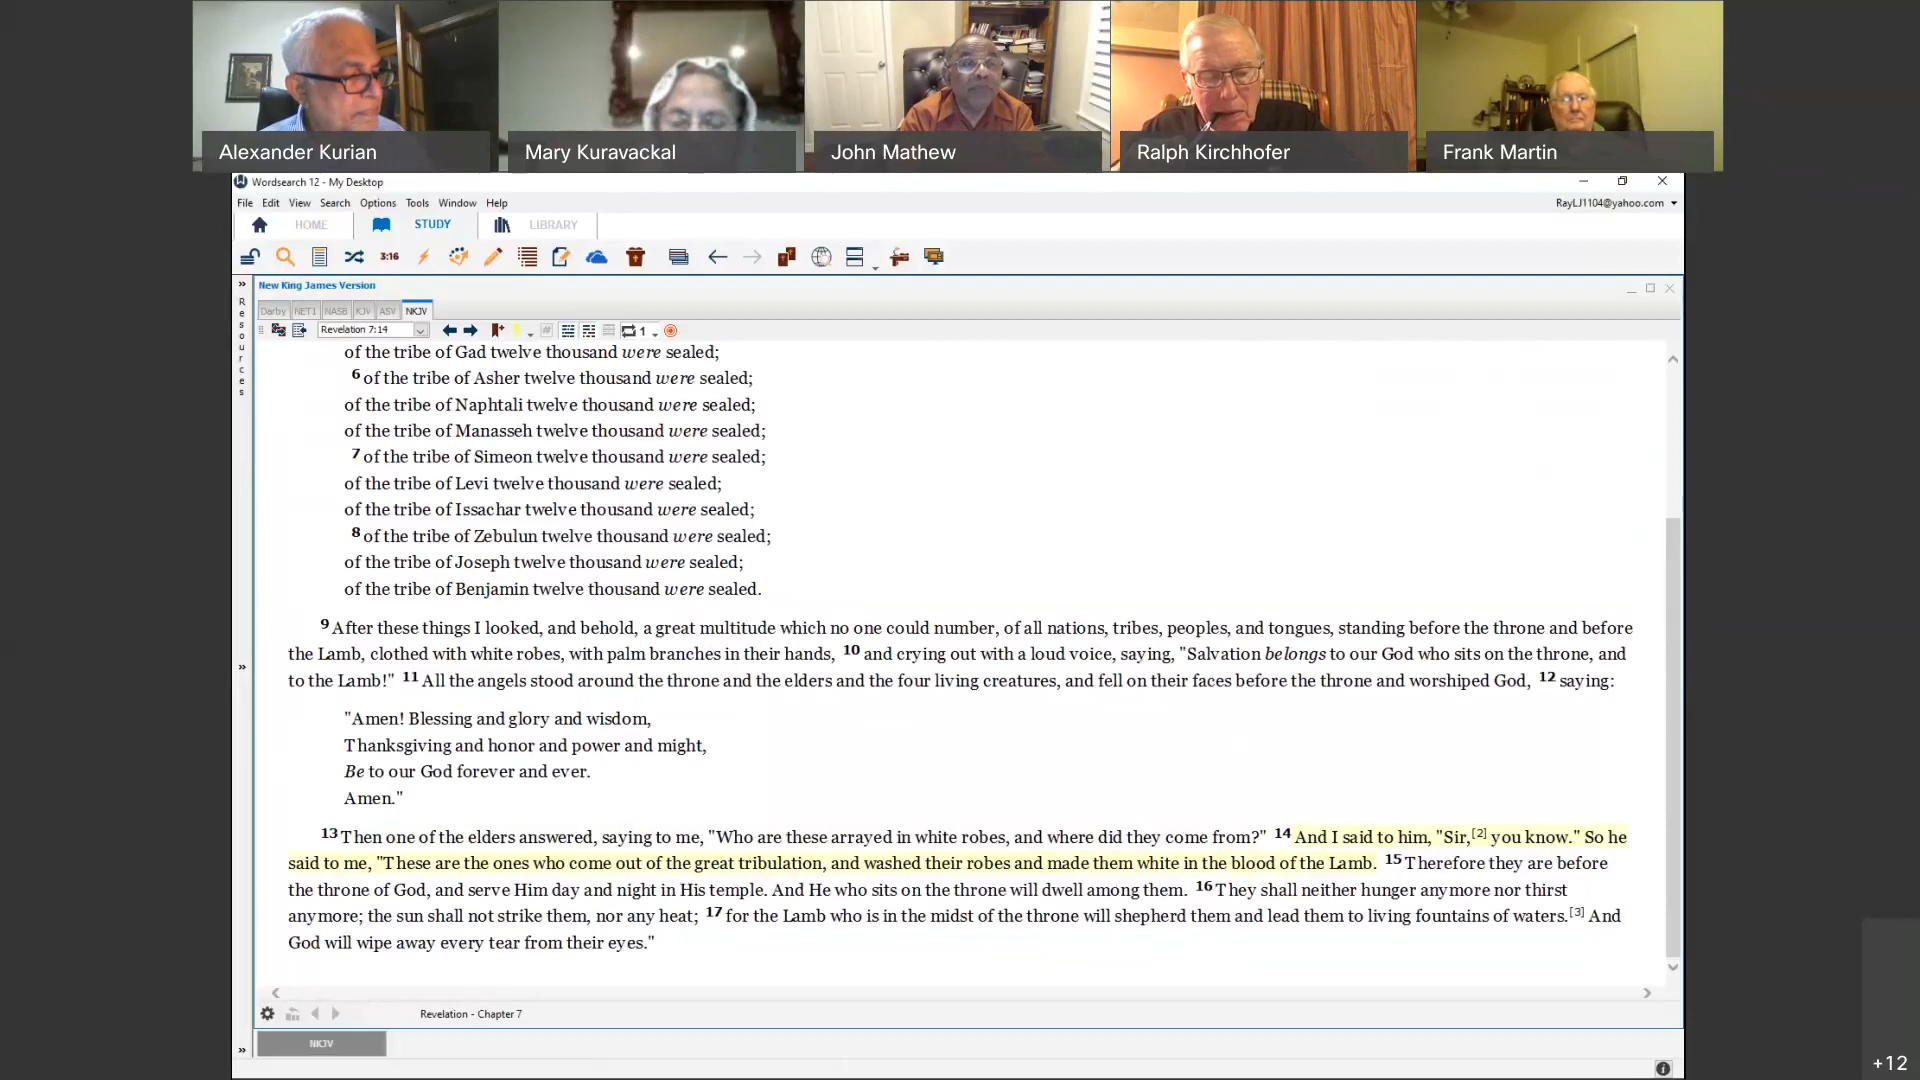 Alexander Kurian
Mary Kuravackal
John Mathew
Ralph Kirchhofer
Frank Martin
Wordsearch 12 - My Desktop
File Edit View Search Options Tools Window Help
RayLJ1104@yahoo.com
HOME STUDY LIBRARY
3:16
New King James Version
Darby NET1 NASB KJV ASV NKJV
Revelation 7:14
1
Resources
of the tribe of Gad twelve thousand were sealed;
6 of the tribe of Asher twelve thousand were sealed;
of the tribe of Naphtali twelve thousand were sealed;
of the tribe of Manasseh twelve thousand were sealed;
7 of the tribe of Simeon twelve thousand were sealed;
of the tribe of Levi twelve thousand were sealed;
of the tribe of Issachar twelve thousand were sealed;
8 of the tribe of Zebulun twelve thousand were sealed;
of the tribe of Joseph twelve thousand were sealed;
of the tribe of Benjamin twelve thousand were sealed.
9 After these things I looked, and behold, a great multitude which no one could number, of all nations, tribes, peoples, and tongues, standing before the throne and before
the Lamb, clothed with white robes, with palm branches in their hands, 10 and crying out with a loud voice, saying, "Salvation belongs to our God who sits on the throne, and
to the Lamb!" 11 All the angels stood around the throne and the elders and the four living creatures, and fell on their faces before the throne and worshiped God, 12 saying:
"Amen! Blessing and glory and wisdom,
Thanksgiving and honor and power and might,
Be to our God forever and ever.
Amen."
13 Then one of the elders answered, saying to me, "Who are these arrayed in white robes, and where did they come from?" 14 And I said to him, "Sir,[2] you know." So he
said to me, "These are the ones who come out of the great tribulation, and washed their robes and made them white in the blood of the Lamb. 15 Therefore they are before
the throne of God, and serve Him day and night in His temple. And He who sits on the throne will dwell among them. 16 They shall neither hunger anymore nor thirst
anymore; the sun shall not strike them, nor any heat; 17 for the Lamb who is in the midst of the throne will shepherd them and lead them to living fountains of waters.[3] And
God will wipe away every tear from their eyes."
Revelation - Chapter 7
NKJV
+12